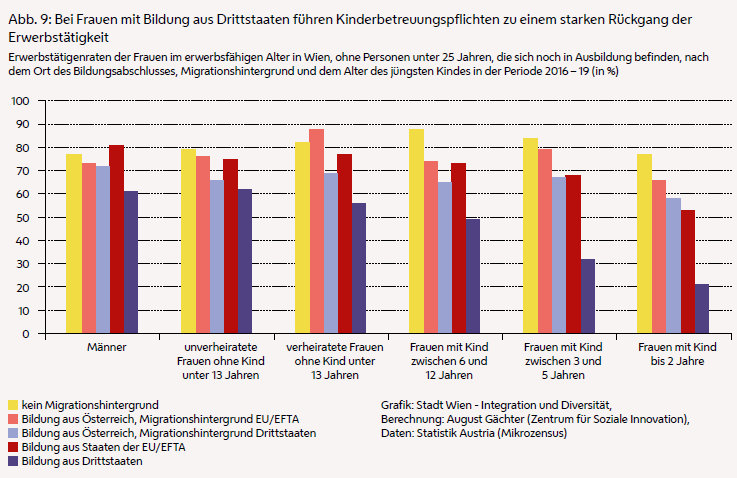 Abb. 9: Bei Frauen mit Bildung aus Drittstaaten führen Kinderbetreuungspflichten zu einem starken Rückgang der
Erwerbstätigkeit
Erwerbstätigenraten der Frauen im erwerbsfähigen Alter in Wien, ohne Personen unter 25 Jahren, die sich noch in Ausbildung befinden, nach
dem Ort des Bildungsabschlusses, Migrationshintergrund und dem Alter des jüngsten Kindes in der Periode 2016 – 19 (in %)
100
90
80
70
60
50
40
30
20
10
0
Männer
unverheiratete
Frauen ohne Kind
unter 13 Jahren
verheiratete Frauen
ohne Kind unter
13 Jahren
Frauen mit Kind
zwischen 6 und
12 Jahren
Frauen mit Kind
zwischen 3 und
5 Jahren
Frauen mit Kind
bis 2 Jahre
kein Migrationshintergrund
Bildung aus Österreich, Migrationshintergrund EU/EFTA
Bildung aus Österreich, Migrationshintergrund Drittstaaten
Bildung aus Staaten der EU/EFTA
Bildung aus Drittstaaten
Grafik: Stadt Wien - Integration und Diversität,
Berechnung: August Gächter (Zentrum für Soziale Innovation),
Daten: Statistik Austria (Mikrozensus)